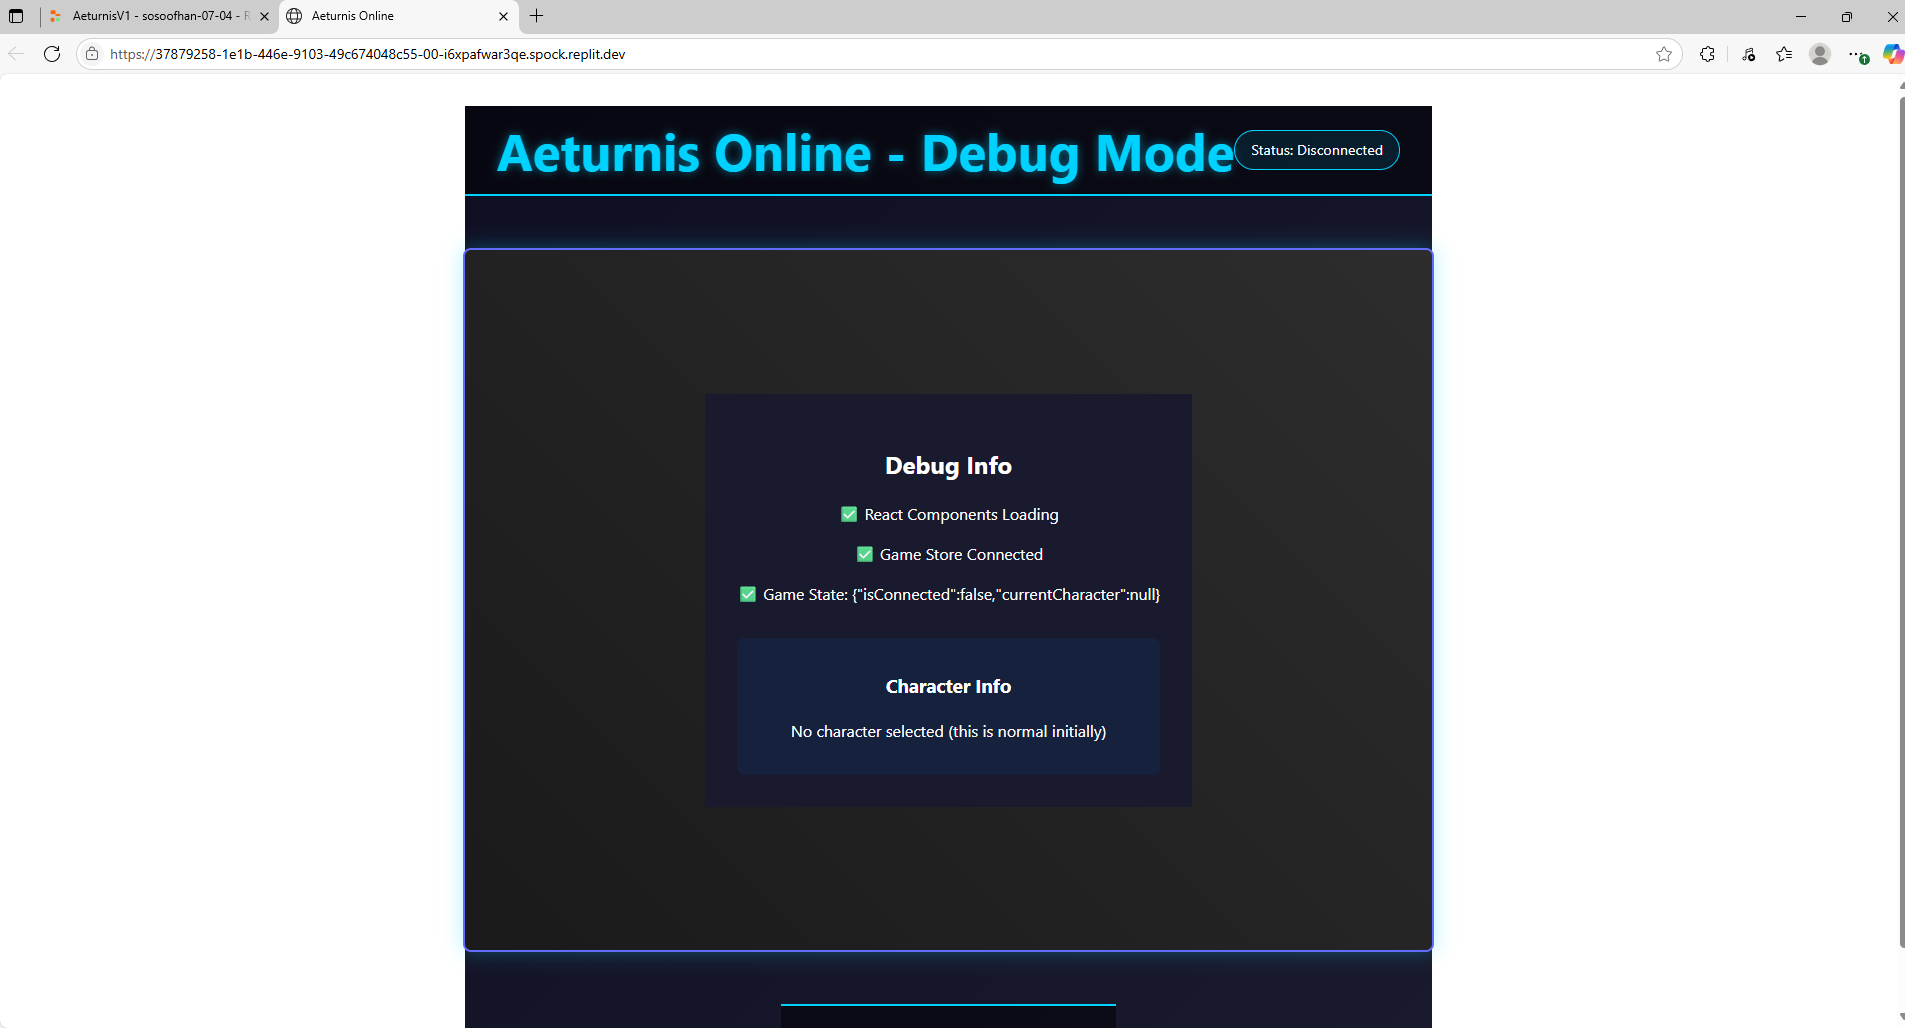 AeturnisV1 - sosoofhan-07-04 - R
Aeturnis Online
https://37879258-1e1b-446e-9103-49c674048c55-00-i6xpafwar3qe.spock.replit.dev
Aeturnis Online - Debug Mode
Status: Disconnected
Debug Info
✅ React Components Loading
✅ Game Store Connected
✅ Game State: {"isConnected":false,"currentCharacter":null}
Character Info
No character selected (this is normal initially)